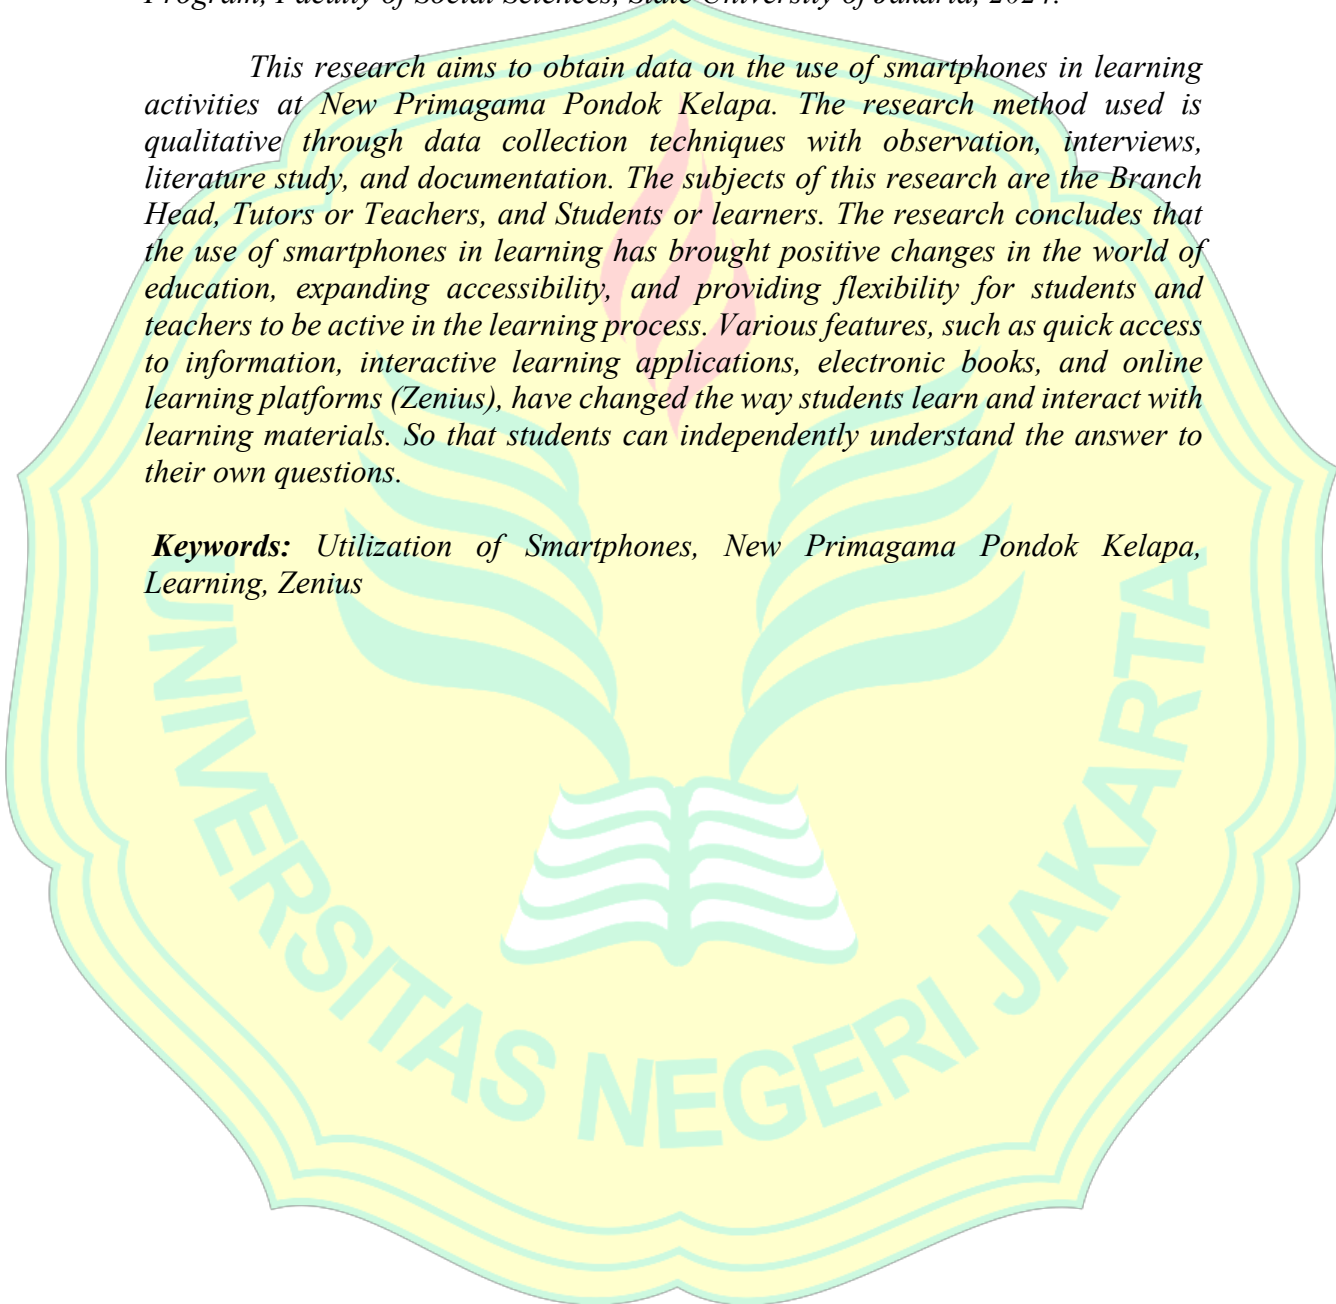 Program, Faculty of Social Sciences, State University of Jakarta, 2024.
This research aims to obtain data on the use of smartphones in learning
activities at New Primagama Pondok Kelapa. The research method used is
qualitative through data collection techniques with observation, interviews,
literature study, and documentation. The subjects of this research are the Branch
Head, Tutors or Teachers, and Students or learners. The research concludes that
the use of smartphones in learning has brought positive changes in the world of
education, expanding accessibility, and providing flexibility for students and
teachers to be active in the learning process. Various features, such as quick access
to information, interactive learning applications, electronic books, and online
learning platforms (Zenius), have changed the way students learn and interact with
learning materials. So that students can independently understand the answer to
their own questions.
Keywords: Utilization of Smartphones, New Primagama Pondok Kelapa,
Learning, Zenius
UNIVERSITAS NEGERI JAKARTA